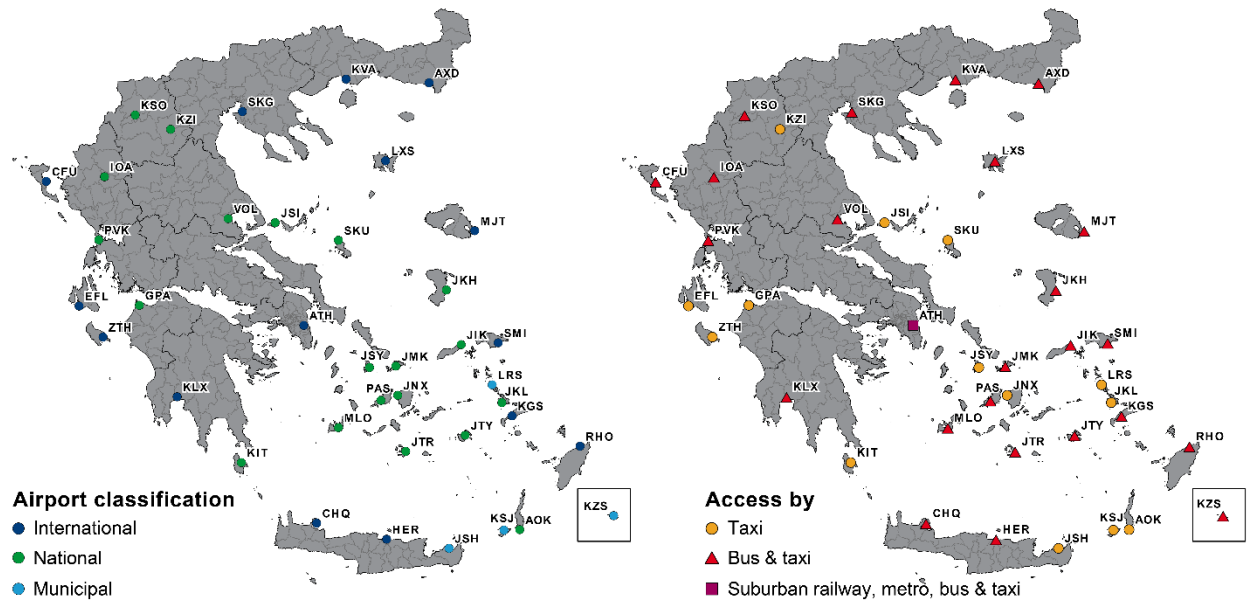 KVA
AXD
KSO
SKG
KZI
LXS
CFU
IOA
VOL
JSI
MJT
PVK
SKU
JKH
EFL
GPA
ATH
ZTH
JIK
SMI
JSY
JMK
LRS
KLX
PAS
JNX
JKL
KGS
MLO
JTR
JTY
RHO
KIT
CHQ
HER
JSH
KSJ
AOK
KZS
Airport classification
International
National
Municipal
KVA
AXD
KSO
SKG
KZI
LXS
CFU
IOA
VOL
JSI
MJT
PVK
SKU
JKH
EFL
GPA
ATH
ZTH
JIK
SMI
JSY
JMK
LRS
KLX
PAS
JNX
JKL
KGS
MLO
JTR
JTY
RHO
KIT
CHQ
HER
JSH
KSJ
AOK
KZS
Access by
Taxi
Bus & taxi
Suburban railway, metro, bus & taxi